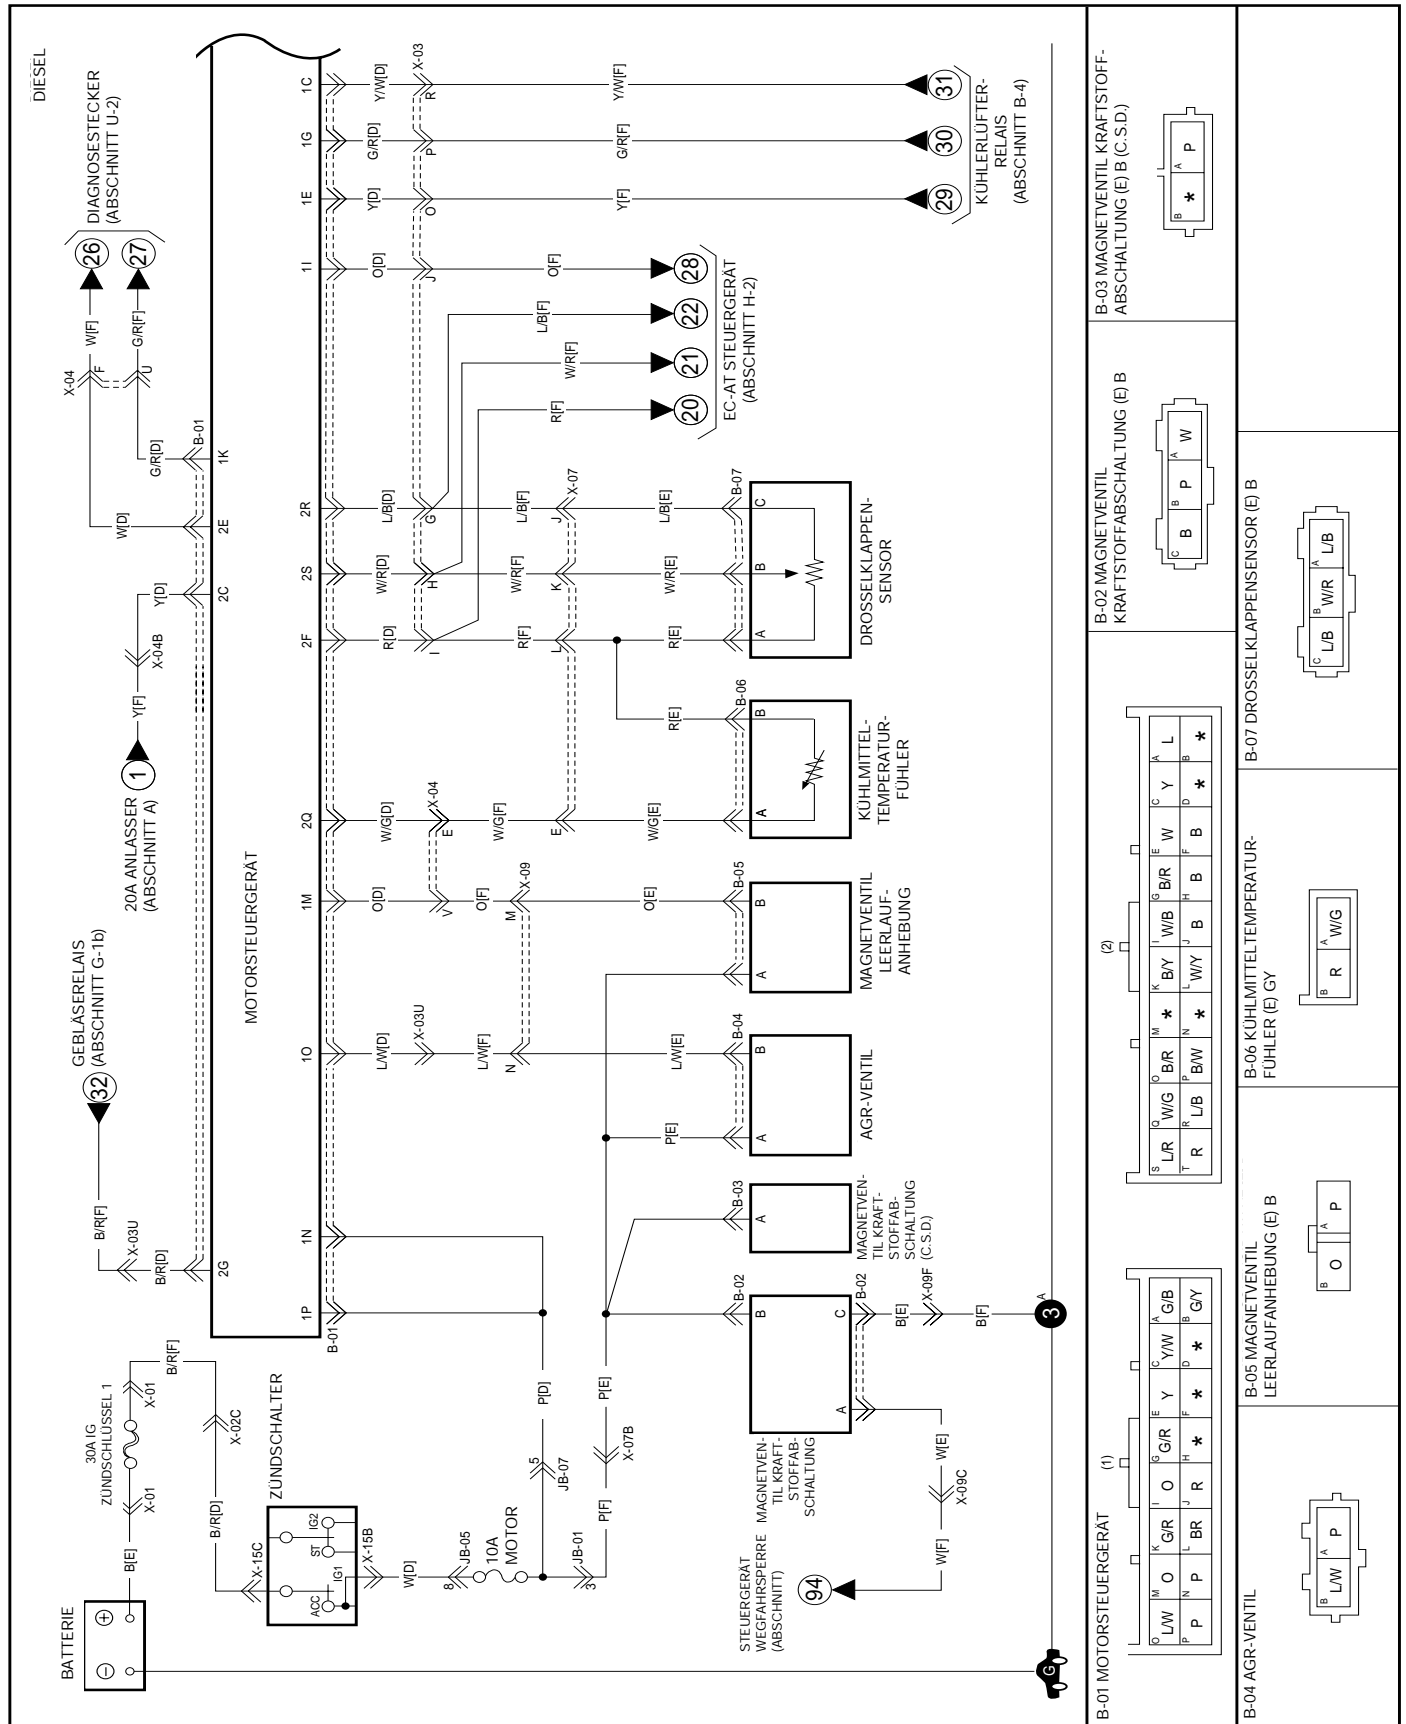 DIESEL
BATTERIE
30A IG
ZÜNDSCHLÜSSEL 1
B[E]
X-01
X-01
B/R[F]
X-02C
B/R[D]
X-15C
ZÜNDSCHALTER
ACC
IG1
ST
IG2
X-15B
W[D]
8
JB-05
10A
MOTOR
3
JB-01
5
JB-07
P[D]
P[F]
X-07B
P[E]
GEBLÄSERELAIS
(ABSCHNITT G-1b)
32
B/R[F]
X-03U
B/R[D]
2G
20A ANLASSER
(ABSCHNITT A)
1
Y[F]
X-04B
Y[D]
2C
DIAGNOSESTECKER
(ABSCHNITT U-2)
26
27
W[F]
G/R[F]
X-04
F
U
W[D]
G/R[D]
2E
1K
B-01
MOTORSTEUERGERÄT
B-01
1P
1N
1O
1M
2Q
2F
2S
2R
1I
1E
1G
1C
L/W[D]
O[D]
W/G[D]
R[D]
W/R[D]
L/B[D]
O[D]
Y[D]
G/R[D]
Y/W[D]
X-03U
V
E
X-04
I
H
G
J
O
P
R
X-03
L/W[F]
O[F]
W/G[F]
R[F]
W/R[F]
L/B[F]
R[F]
W/R[F]
L/B[F]
O[F]
Y[F]
G/R[F]
Y/W[F]
N
M
X-09
E
L
K
J
X-07
20
21
22
28
EC-AT STEUERGERÄT
(ABSCHNITT H-2)
29
30
31
KÜHLERLÜFTER-
RELAIS
(ABSCHNITT B-4)
P[E]
L/W[E]
O[E]
W/G[E]
R[E]
R[E]
W/R[E]
L/B[E]
B-02
B
B-03
A
B-04
A
B
B-05
A
B
B-06
A
B
B-07
A
B
C
MAGNETVEN-
TIL KRAFT-
STOFFAB-
SCHALTUNG
MAGNETVEN-
TIL KRAFT-
STOFFAB-
SCHALTUNG
(C.S.D.)
AGR-VENTIL
MAGNETVENTIL
LEERLAUF-
ANHEBUNG
KÜHLMITTEL-
TEMPERATUR-
FÜHLER
DROSSELKLAPPEN-
SENSOR
A
C
B-02
STEUERGERÄT
WEGFAHRSPERRE
(ABSCHNITT)
94
W[F]
X-09C
W[E]
B[E]
X-09F
B[F]
G
3
A
B-01 MOTORSTEUERGERÄT
(1)
O L/W M O K G/R I O G G/R E Y C Y/W A G/B
P P N P L BR J R H * F * D * B G/Y
(2)
S L/R Q W/G O B/R M * K B/Y I W/B G B/R E W C Y A L
T R R L/B P B/W N * L W/Y J B H B F B D * B *
B-02 MAGNETVENTIL
KRAFTSTOFFABSCHALTUNG (E) B
C B B P A W
B-03 MAGNETVENTIL KRAFTSTOFF-
ABSCHALTUNG (E) B (C.S.D.)
B * A P
B-04 AGR-VENTIL
B L/W A P
B-05 MAGNETVENTIL
LEERLAUFANHEBUNG (E) B
B O A P
B-06 KÜHLMITTELTEMPERATUR-
FÜHLER (E) GY
B R A W/G
B-07 DROSSELKLAPPENSENSOR (E) B
C L/B B W/R A L/B